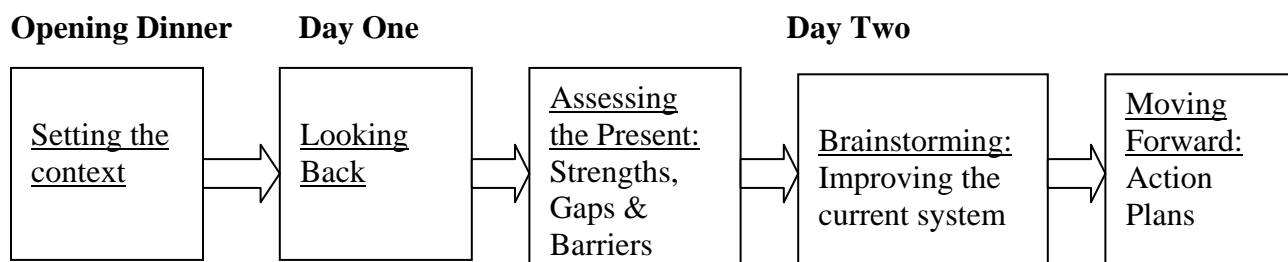 Opening Dinner
Day One
Day Two
Setting the
context
Looking
Back
Assessing
the Present:
Strengths,
Gaps &
Barriers
Brainstorming:
Improving the
current system
Moving
Forward:
Action
Plans